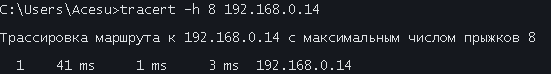 C:\Users\Acesu>tracert -h 8 192.168.0.14
Трассировка маршрута к 192.168.0.14 с максимальным числом прыжков 8
1 41 ms 1 ms 3 ms 192.168.0.14